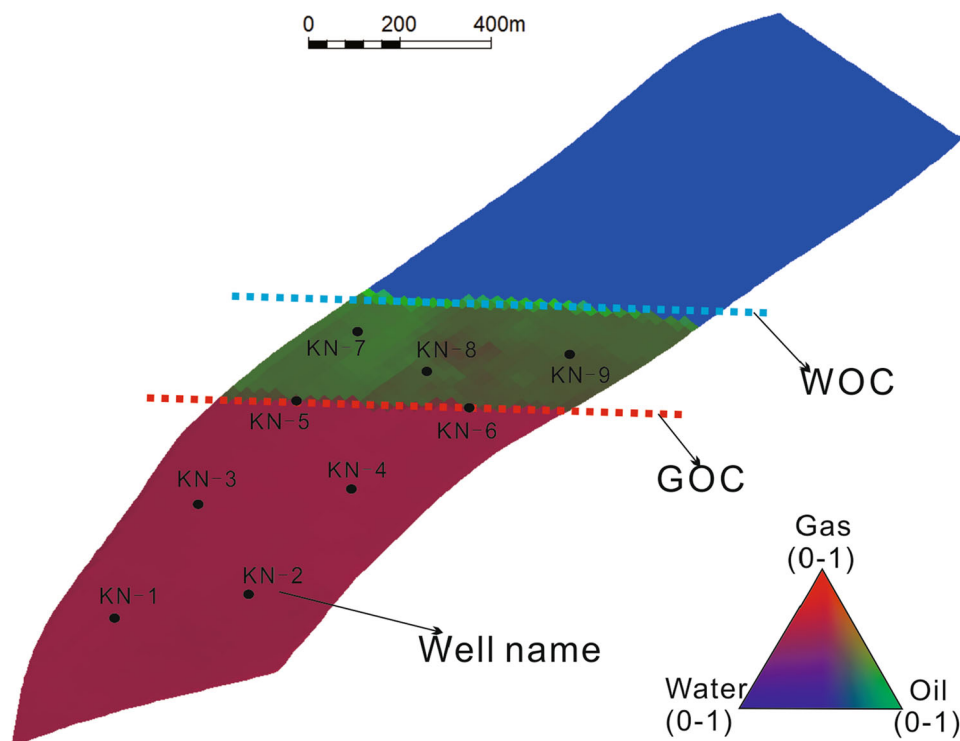 0 200 400m
KN-7
KN-8
KN-9
WOC
KN-5
KN-6
GOC
KN-3
KN-4
KN-1
KN-2
Well name
Gas
(0-1)
Water
(0-1)
Oil
(0-1)